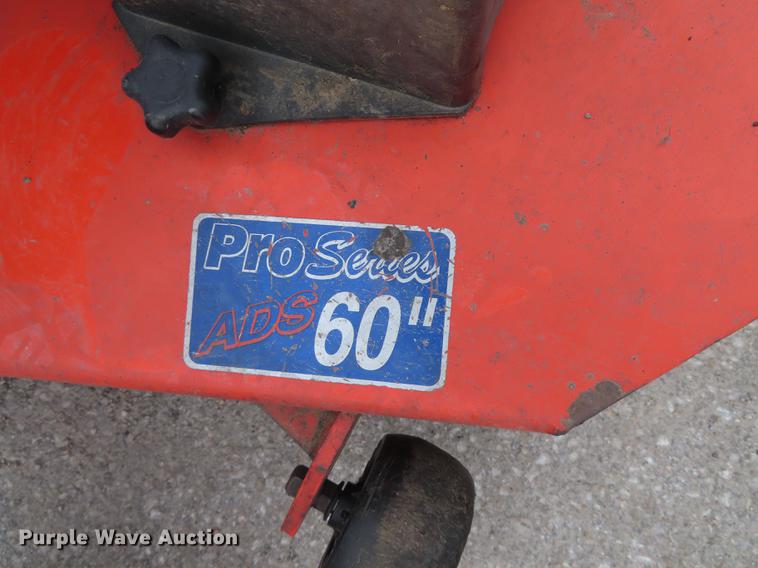 Pro Series
ADS 60"
Purple Wave Auction